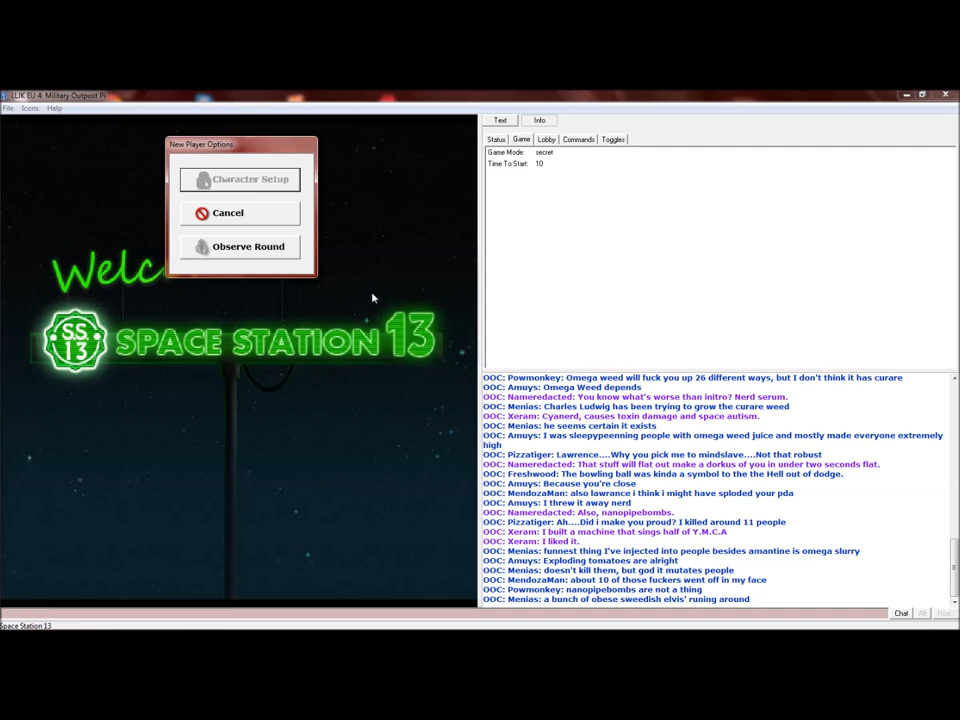 LLJK EU 4: Military Outpost Pi
File Icons Help
New Player Options
Character Setup
Cancel
Observe Round
Welc
S.S. 13
SPACE STATION 13
Text Info
Status Game Lobby Commands Toggles
Game Mode: secret
Time To Start: 10
OOC: Powmonkey: Omega weed will fuck you up 26 different ways, but I don't think it has curare
OOC: Amuys: Omega Weed depends
OOC: Nameredacted: You know what's worse than initro? Nerd serum.
OOC: Menias: Charles Ludwig has been trying to grow the curare weed
OOC: Xeram: Cyanerd, causes toxin damage and space autism.
OOC: Menias: he seems certain it exists
OOC: Amuys: I was sleepypeenning people with omega weed juice and mostly made everyone extremely
high
OOC: Pizzatiger: Lawrence....Why you pick me to mindslave....Not that robust
OOC: Nameredacted: That stuff will flat out make a dorkus of you in under two seconds flat.
OOC: Freshwood: The bowling ball was kinda a symbol to the the Hell out of dodge.
OOC: Amuys: Because you're close
OOC: MendozaMan: also lawrance i think i might have sploded your pda
OOC: Amuys: I threw it away nerd
OOC: Nameredacted: Also, nanopipebombs.
OOC: Pizzatiger: Ah....Did i make you proud? I killed around 11 people
OOC: Xeram: I built a machine that sings half of Y.M.C.A
OOC: Xeram: I liked it.
OOC: Menias: funnest thing I've injected into people besides amantine is omega slurry
OOC: Amuys: Exploding tomatoes are alright
OOC: Menias: doesn't kill them, but god it mutates people
OOC: MendozaMan: about 10 of those fuckers went off in my face
OOC: Powmonkey: nanopipebombs are not a thing
OOC: Menias: a bunch of obese sweedish elvis' runing around
Chat Alt Host
Space Station 13